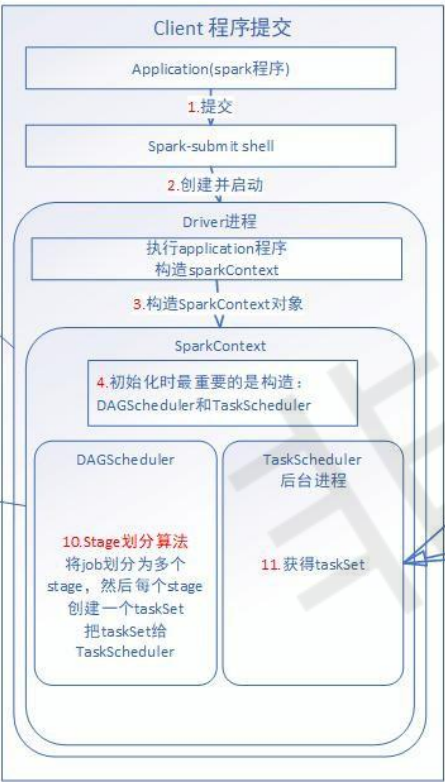 Client 程序提交
Application(spark程序)
1.提交
Spark-submit shell
2.创建并启动
Driver进程
执行application程序
构造sparkContext
3.构造SparkContext对象
SparkContext
4.初始化时最重要的是构造：
DAGScheduler和TaskScheduler
DAGScheduler
10.Stage划分算法
将job划分为多个
stage，然后每个stage
创建一个taskSet
把taskSet给
TaskScheduler
TaskScheduler
后台进程
11.获得taskSet